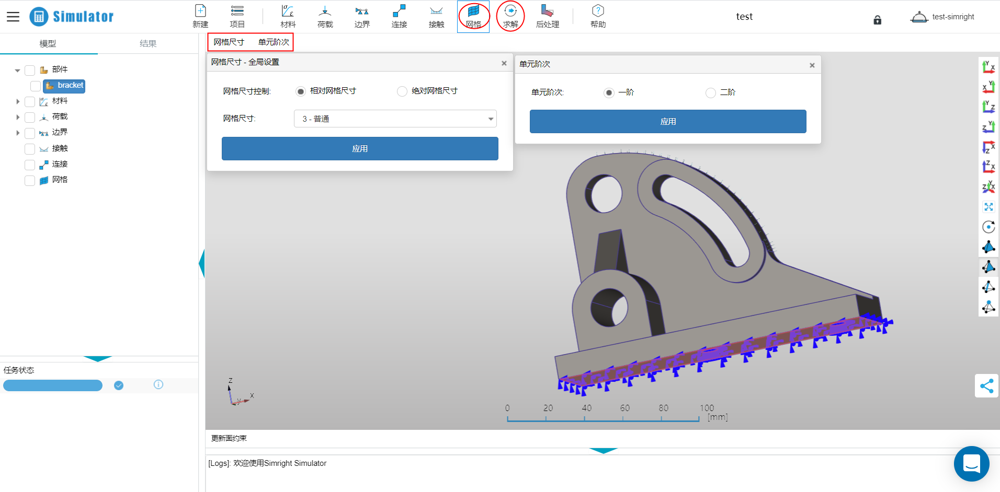 Simulator
新建
项目
材料
荷载
边界
连接
接触
网格
求解
后处理
帮助
test
test-simright
模型
结果
网格尺寸
单元阶次
部件
bracket
材料
荷载
边界
接触
连接
网格
网格尺寸 - 全局设置
×
网格尺寸控制:
相对网格尺寸
绝对网格尺寸
网格尺寸:
3 - 普通
应用
单元阶次
×
单元阶次:
一阶
二阶
应用
Y X
X Y
Y Z
Z Y
Z X
Z X
Z Y X
任务状态
Z
Y
X
0 20 40 60 80 100
[mm]
更新面约束
[Logs]: 欢迎使用Simright Simulator